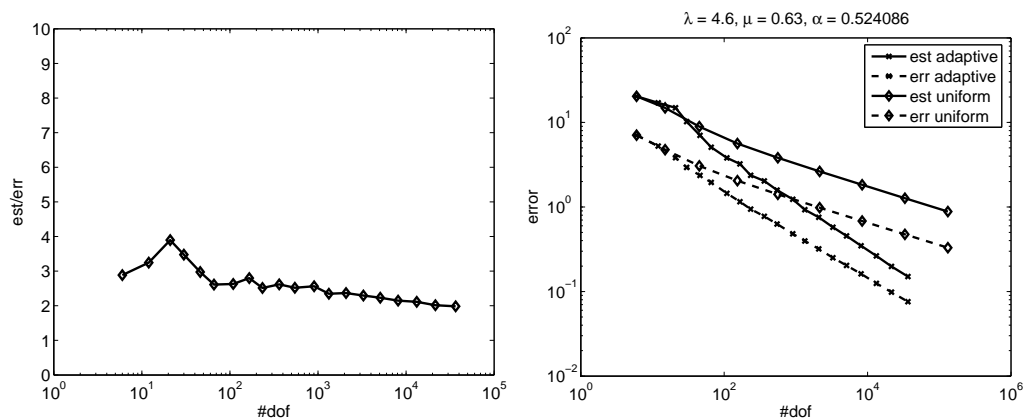 10
9
8
7
6
5
4
3
2
1
0
est/err
10^0
10^1
10^2
10^3
10^4
10^5
#dof
λ = 4.6, μ = 0.63, α = 0.524086
10^2
10^1
10^0
10^-1
10^-2
error
est adaptive
err adaptive
est uniform
err uniform
10^0
10^2
10^4
10^6
#dof